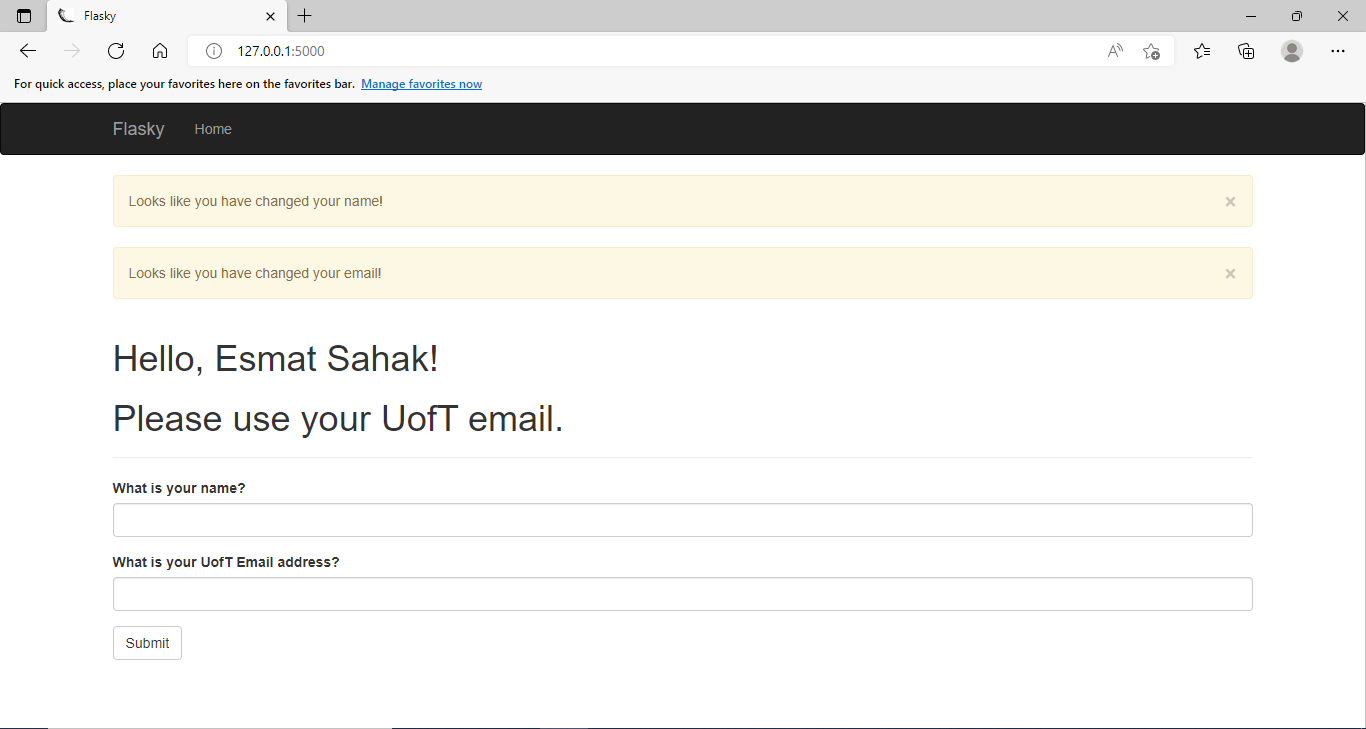 Flasky
127.0.0.1:5000
For quick access, place your favorites here on the favorites bar. Manage favorites now
Flasky Home
Looks like you have changed your name! ×
Looks like you have changed your email! ×
Hello, Esmat Sahak!
Please use your UofT email.
What is your name?
What is your UofT Email address?
Submit